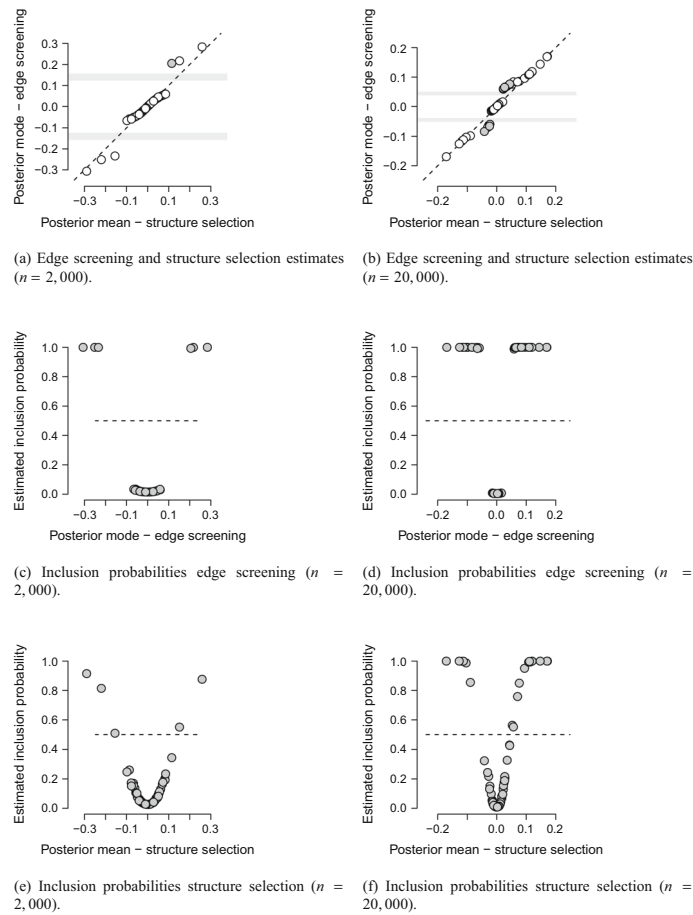 Posterior mode − edge screening
0.3
0.2
0.1
0.0
−0.1
−0.2
−0.3
−0.3 −0.1 0.1 0.3
Posterior mean − structure selection
(a) Edge screening and structure selection estimates
(n = 2,000).
Posterior mode − edge screening
0.2
0.1
0.0
−0.1
−0.2
−0.2 0.0 0.1 0.2
Posterior mean − structure selection
(b) Edge screening and structure selection estimates
(n = 20,000).
Estimated inclusion probability
1.0
0.8
0.6
0.4
0.2
0.0
−0.3 −0.1 0.1 0.3
Posterior mode − edge screening
(c) Inclusion probabilities edge screening (n =
2,000).
Estimated inclusion probability
1.0
0.8
0.6
0.4
0.2
0.0
−0.2 0.0 0.1 0.2
Posterior mode − edge screening
(d) Inclusion probabilities edge screening (n =
20,000).
Estimated inclusion probability
1.0
0.8
0.6
0.4
0.2
0.0
−0.3 −0.1 0.1 0.3
Posterior mean − structure selection
(e) Inclusion probabilities structure selection (n =
2,000).
Estimated inclusion probability
1.0
0.8
0.6
0.4
0.2
0.0
−0.2 0.0 0.1 0.2
Posterior mean − structure selection
(f) Inclusion probabilities structure selection (n =
20,000).